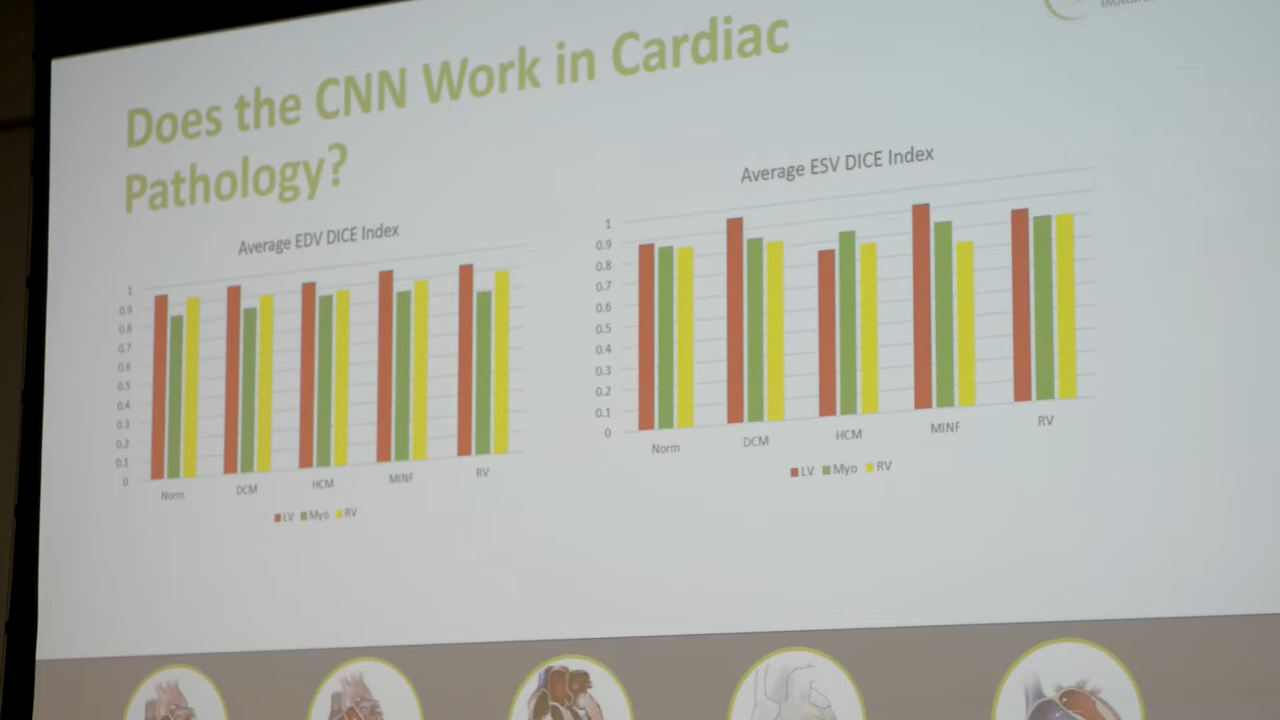 Does the CNN Work in Cardiac
Pathology?
Average EDV DICE Index
1
0.9
0.8
0.7
0.6
0.5
0.4
0.3
0.2
0.1
0
Norm DCM HCM MINF RV
LV Myo RV
Average ESV DICE Index
1
0.9
0.8
0.7
0.6
0.5
0.4
0.3
0.2
0.1
0
Norm DCM HCM MINF RV
LV Myo RV